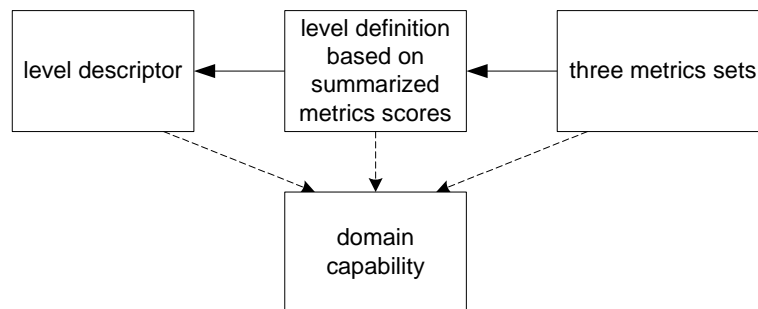 level descriptor
level definition
based on
summarized
metrics scores
three metrics sets
domain
capability